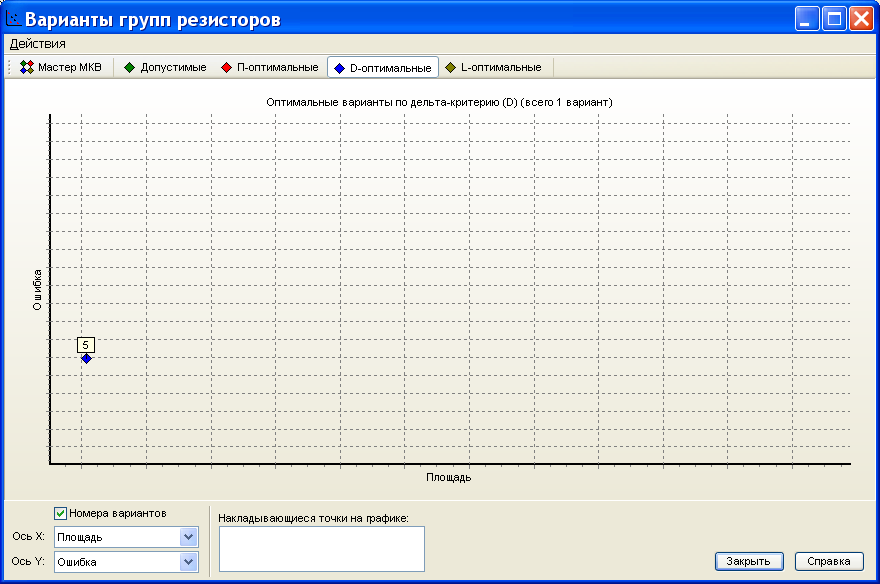 Варианты групп резисторов
Действия
Мастер МКВ Допустимые П-оптимальные D-оптимальные L-оптимальные
Оптимальные варианты по дельта-критерию (D) (всего 1 вариант)
Ошибка
5
Площадь
Номера вариантов
Ось X: Площадь
Ось Y: Ошибка
Накладывающиеся точки на графике:
Закрыть Справка